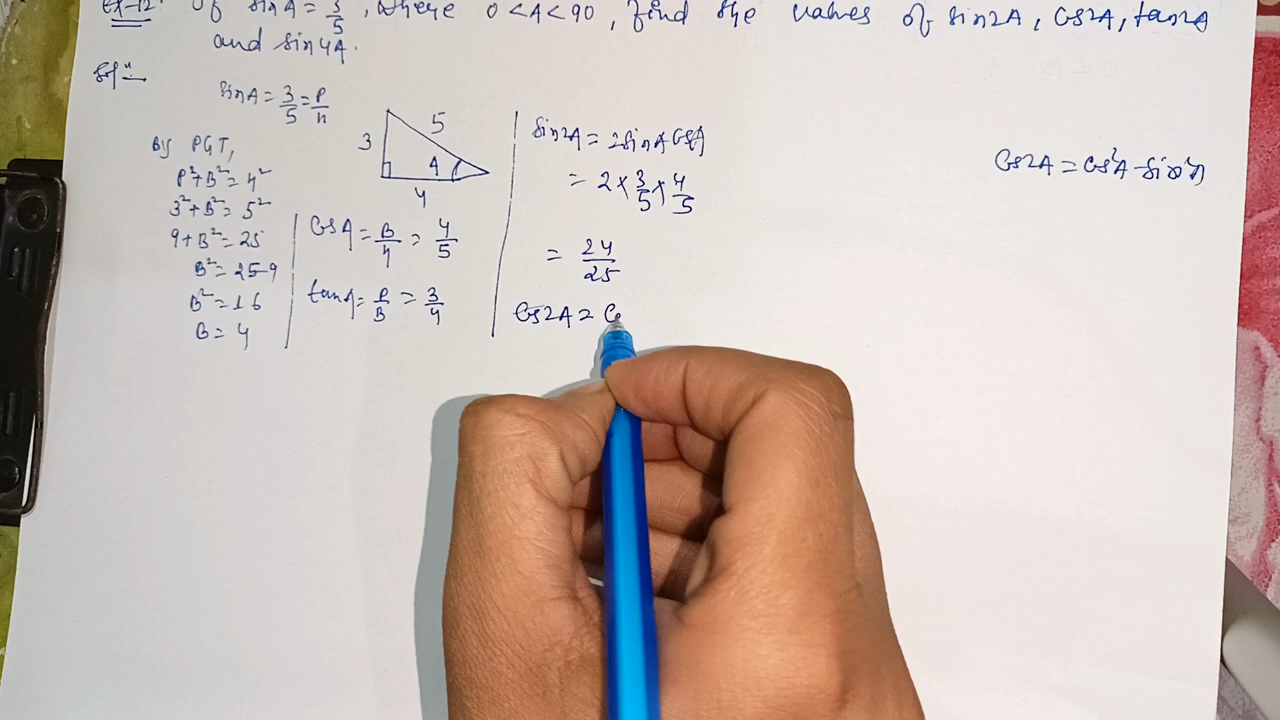 Ex-12. If sinA = 3/5, where 0 < A < 90, find the values of sin2A, cos2A, tan2A
and sin4A.
Solⁿ
sinA = 3/5 = P/h
By PGT,
P² + B² = H²
3² + B² = 5²
9 + B² = 25
B² = 25-9
B² = 16
B = 4
3
5
A
4
cosA = B/H = 4/5
tanA = P/B = 3/4
sin2A = 2sinA cosA
= 2 × 3/5 × 4/5
= 24/25
cos2A = c
cos2A = cos²A - sin²A